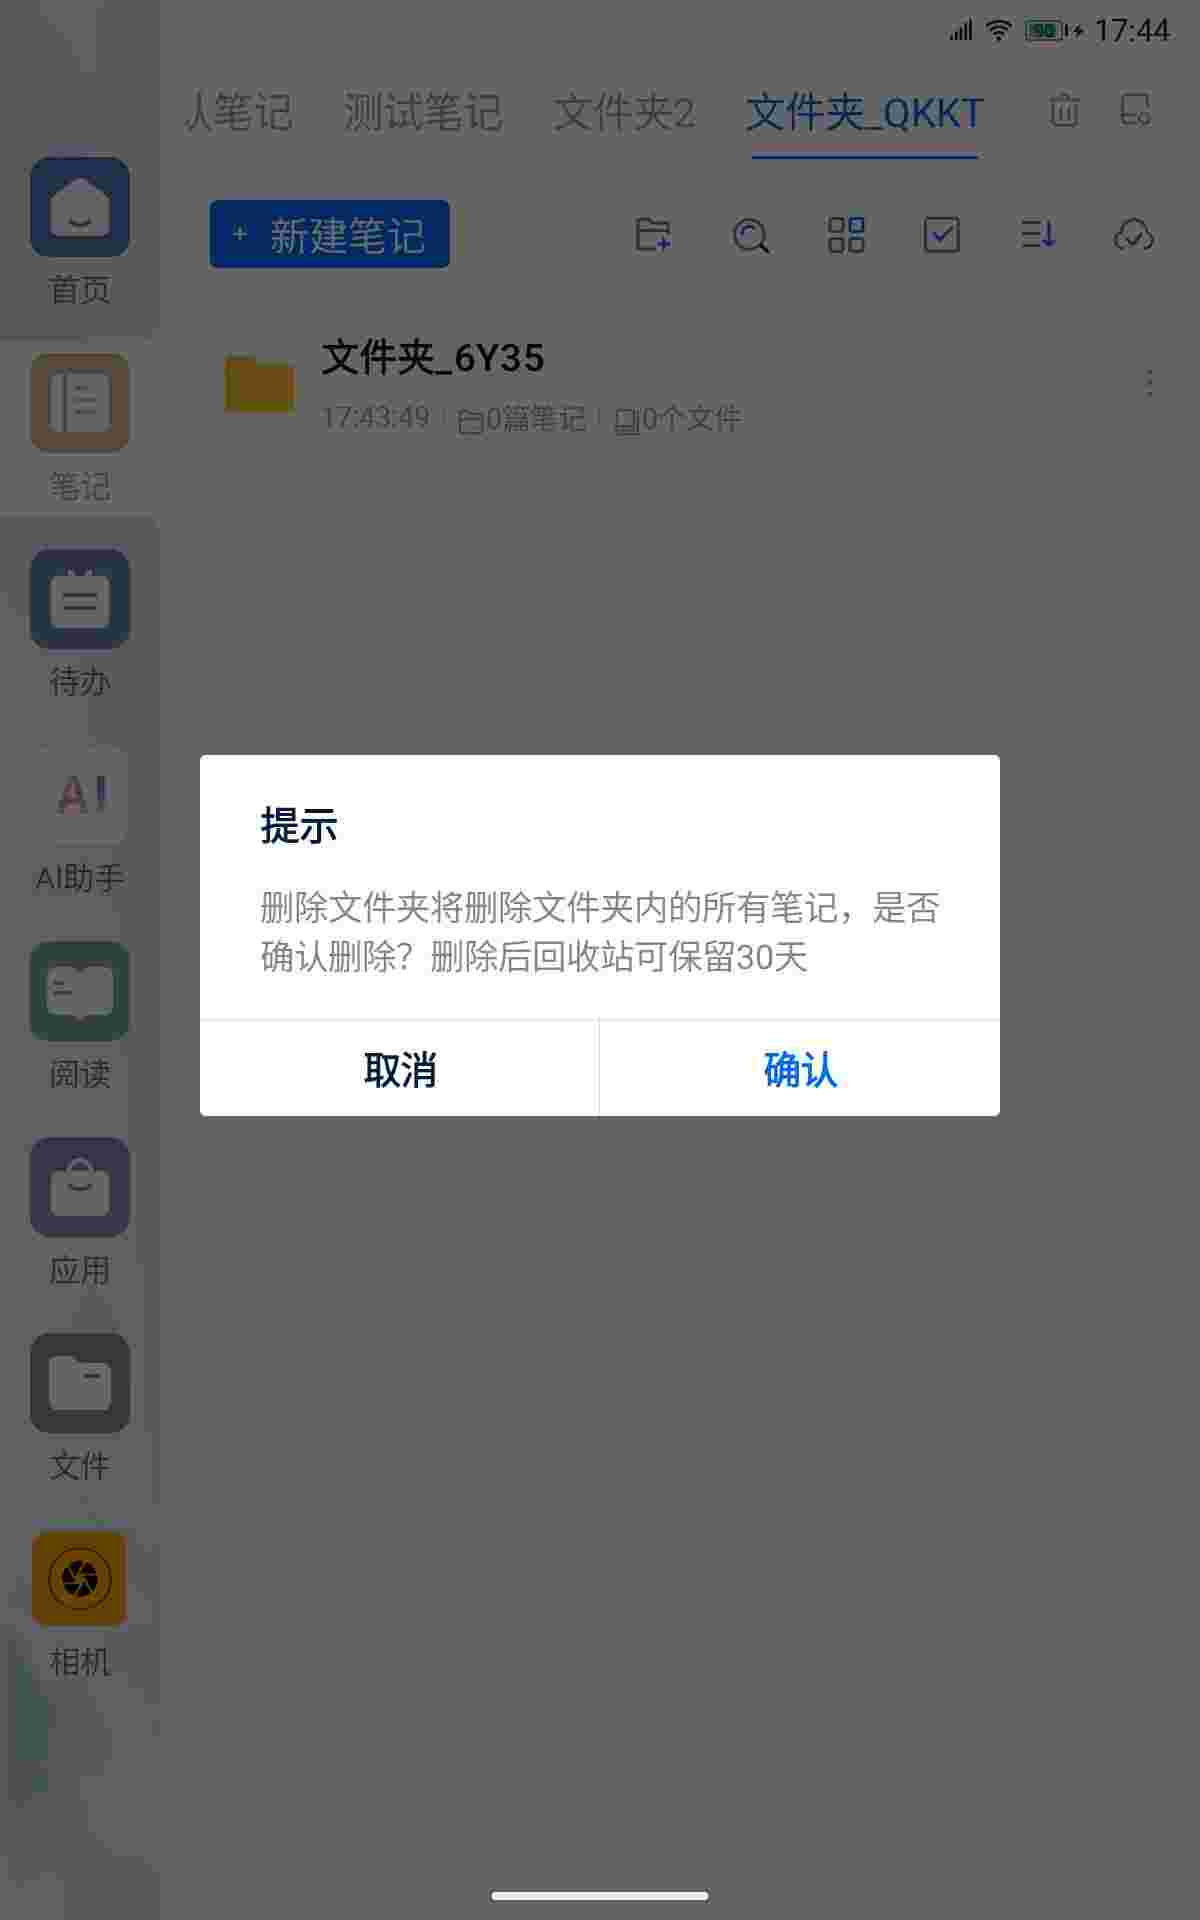 90 17:44
人笔记 测试笔记 文件夹2 文件夹_QKKT
+ 新建笔记
首页
文件夹_6Y35
17:43:49 0篇笔记 0个文件
笔记
待办
AI
AI助手
提示
删除文件夹将删除文件夹内的所有笔记，是否
确认删除？删除后回收站可保留30天
取消 确认
阅读
应用
文件
相机